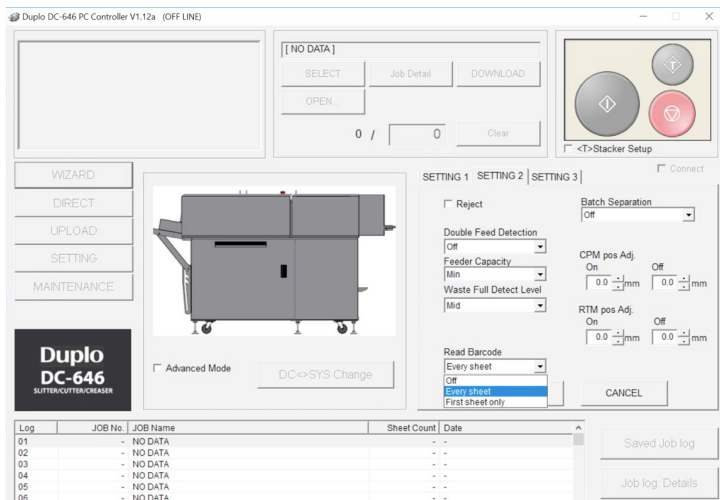 Duplo DC-646 PC Controller V1.12a (OFF LINE)
[ NO DATA ]
SELECT
Job Detail
DOWNLOAD
OPEN...
0 / 0
Clear
T
<T>Stacker Setup
WIZARD
DIRECT
UPLOAD
SETTING
MAINTENANCE
Duplo
DC-646
SLITTER/CUTTER/CREASER
Advanced Mode
DC<=>SYS Change
SETTING 1
SETTING 2
SETTING 3
Connect
Reject
Double Feed Detection
Off
Feeder Capacity
Min
Waste Full Detect Level
Mid
Read Barcode
Every sheet
Off
Every sheet
First sheet only
Batch Separation
Off
CPM pos Adj.
On Off
0.0 mm 0.0 mm
RTM pos Adj.
On Off
0.0 mm 0.0 mm
CANCEL
Log JOB No. JOB Name Sheet Count Date
01 - NO DATA - -
02 - NO DATA - -
03 - NO DATA - -
04 - NO DATA - -
05 - NO DATA - -
06 - NO DATA - -
Saved Job log
Job log. Details